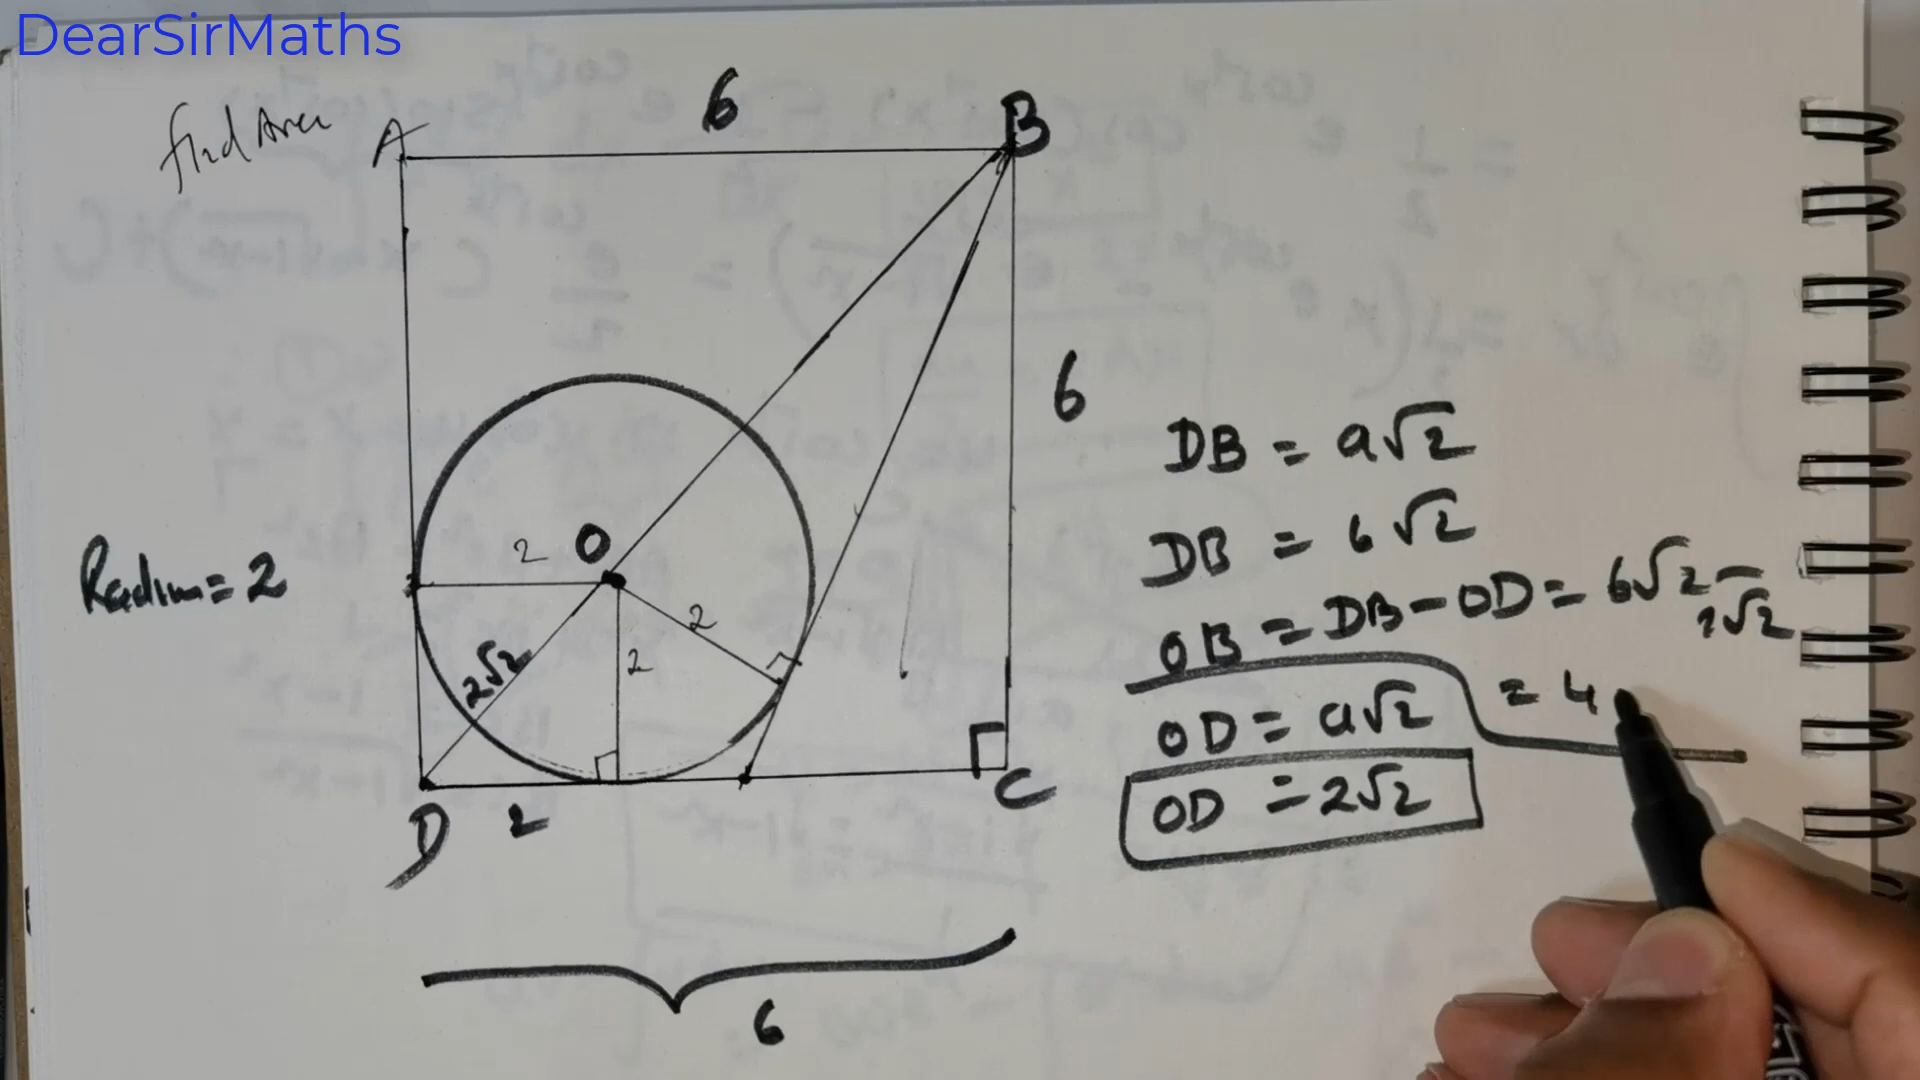 DearSirMaths
find Area
A
6
B
6
2
O
2
2
2√2
Radius = 2
D
2
C
6
DB = a√2
DB = 6√2
OB = DB - OD = 6√2 - 2√2
= 4
OD = a√2
OD = 2√2